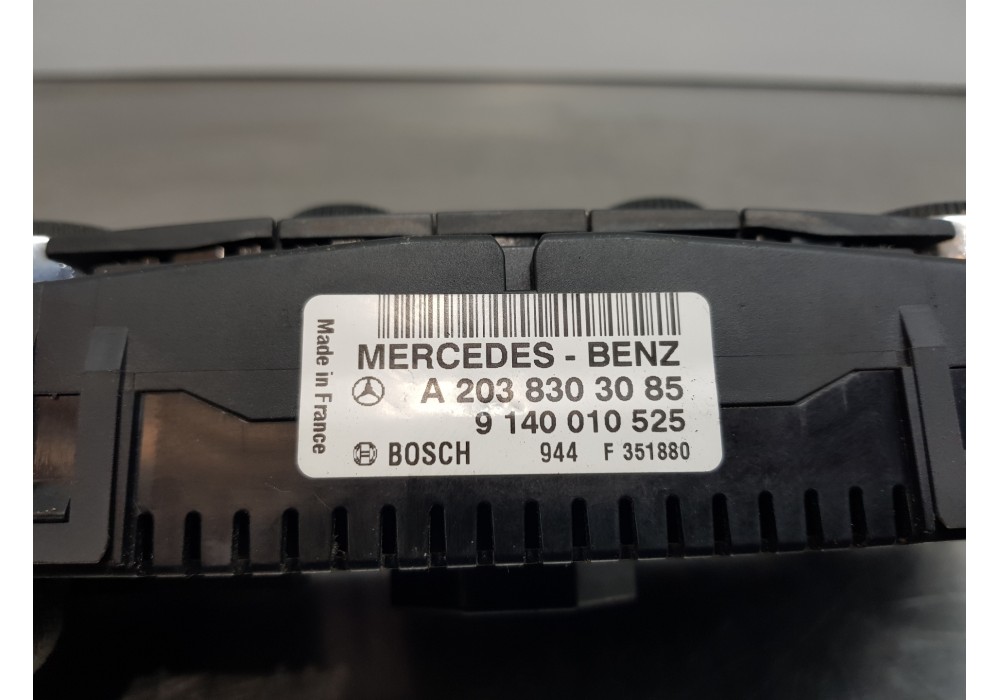 MERCEDES - BENZ
A 203 830 30 85
9 140 010 525
BOSCH 944 F 351880
Made in France